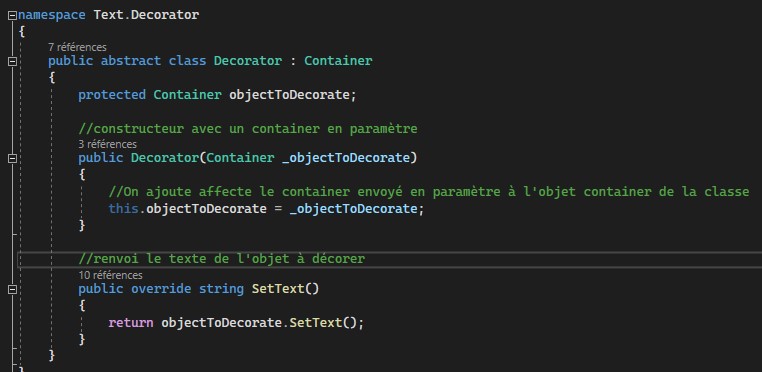 namespace Text.Decorator
{
7 références
public abstract class Decorator : Container
{
protected Container objectToDecorate;
//constructeur avec un container en paramètre
3 références
public Decorator(Container _objectToDecorate)
{
//On ajoute affecte le container envoyé en paramètre à l'objet container de la classe
this.objectToDecorate = _objectToDecorate;
}
//renvoi le texte de l'objet à décorer
10 références
public override string SetText()
{
return objectToDecorate.SetText();
}
}
}